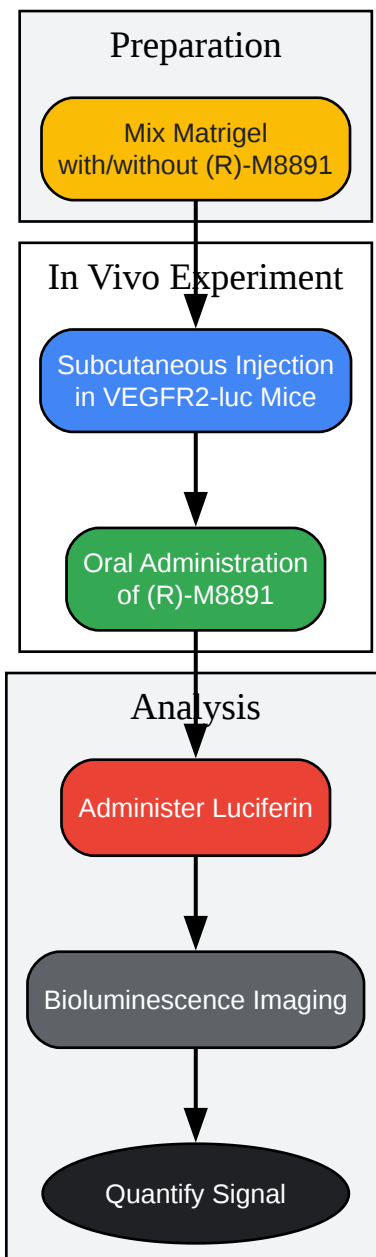 Preparation
Mix Matrigel
with/without (R)-M8891
In Vivo Experiment
Subcutaneous Injection
in VEGFR2-luc Mice
Oral Administration
of (R)-M8891
Analysis
Administer Luciferin
Bioluminescence Imaging
Quantify Signal